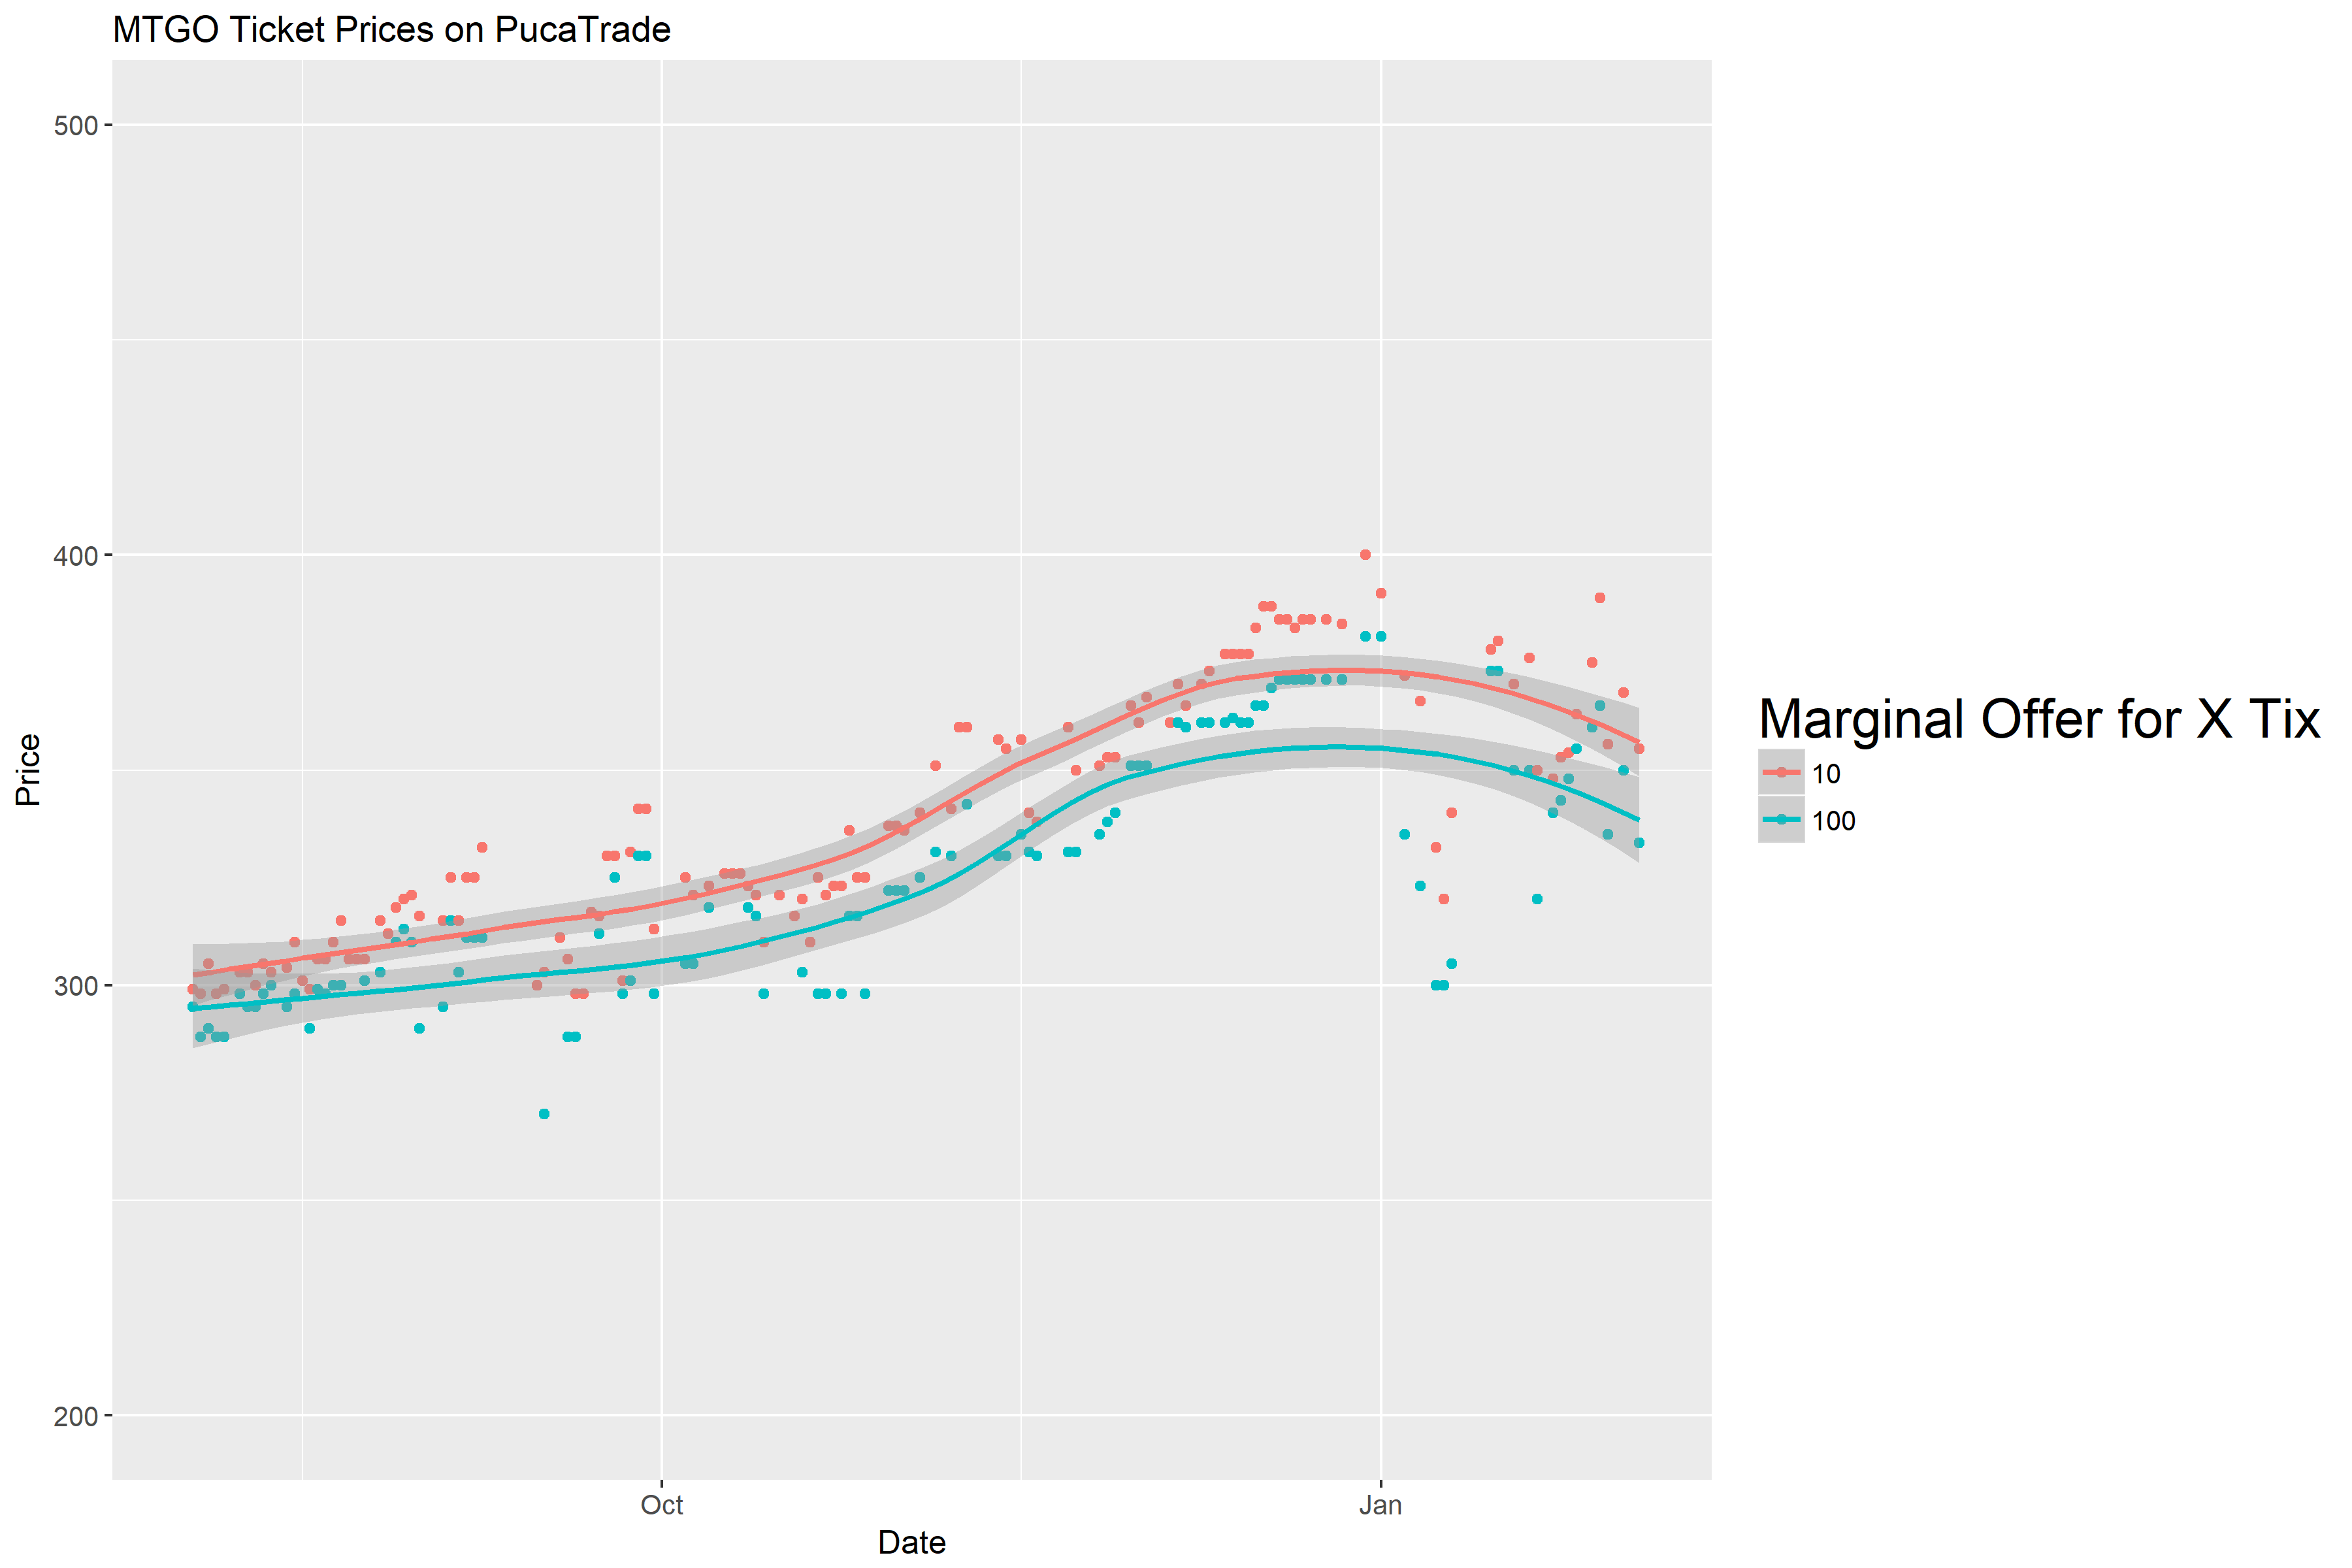 MTGO Ticket Prices on PucaTrade
500
400
300
200
Price
Oct
Jan
Date
Marginal Offer for X Tix
10
100